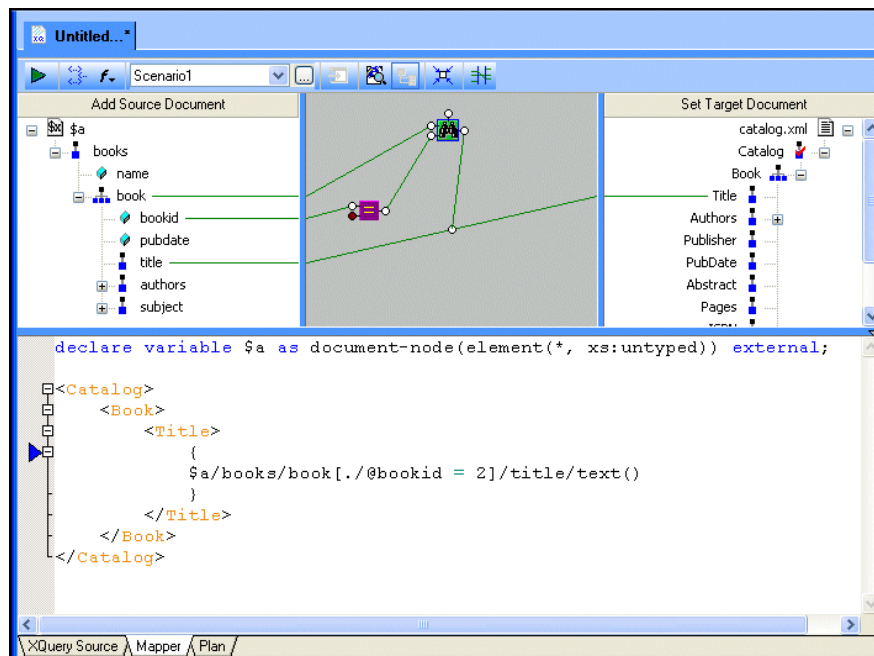 Untitled...*
Scenario1
...
Add Source Document
Set Target Document
$a
books
name
book
bookid
pubdate
title
authors
subject
=
catalog.xml
Catalog
Book
Title
Authors
Publisher
PubDate
Abstract
Pages
declare variable $a as document-node(element(*, xs:untyped)) external;
<Catalog>
<Book>
<Title>
{
$a/books/book[./@bookid = 2]/title/text()
}
</Title>
</Book>
</Catalog>
XQuery Source Mapper Plan